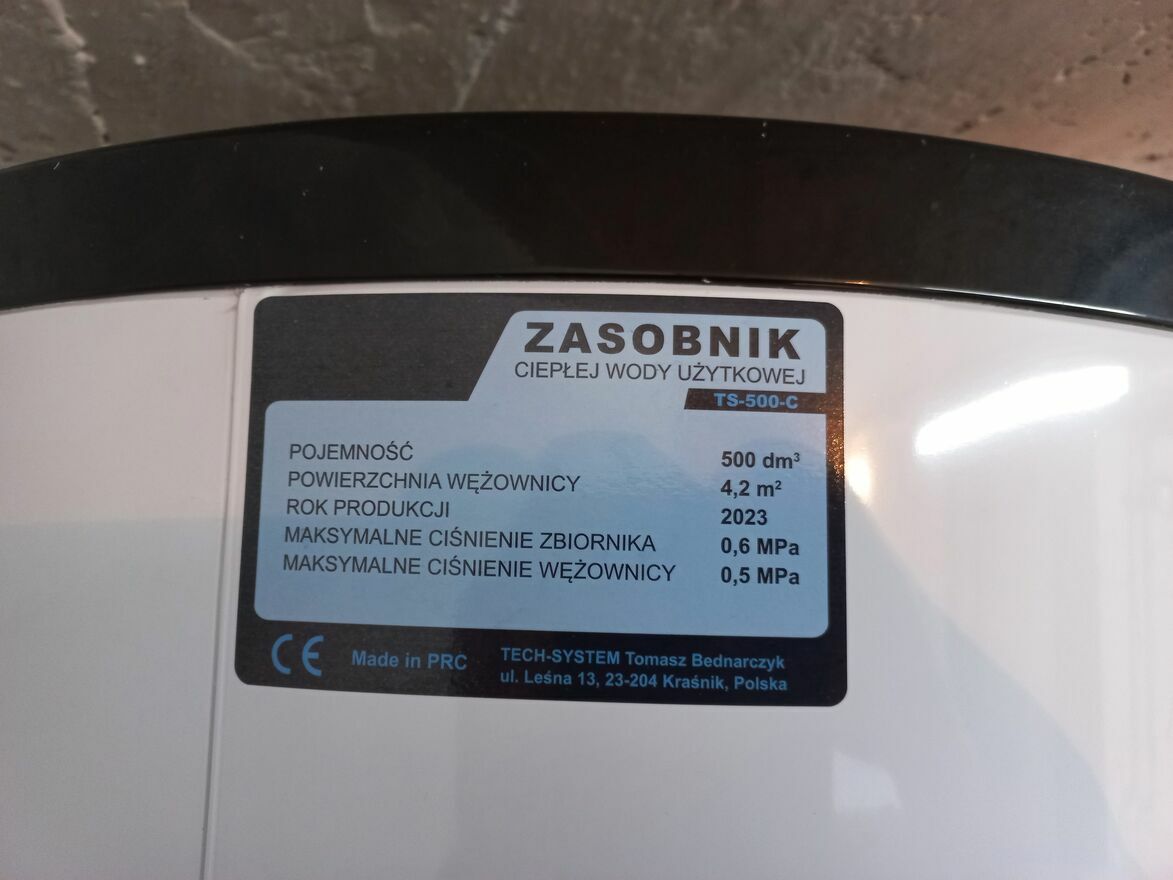 ZASOBNIK
CIEPŁEJ WODY UŻYTKOWEJ
TS-500-C
POJEMNOŚĆ 500 dm³
POWIERZCHNIA WĘŻOWNICY 4,2 m²
ROK PRODUKCJI 2023
MAKSYMALNE CIŚNIENIE ZBIORNIKA 0,6 MPa
MAKSYMALNE CIŚNIENIE WĘŻOWNICY 0,5 MPa
CE Made in PRC TECH-SYSTEM Tomasz Bednarczyk
ul. Leśna 13, 23-204 Kraśnik, Polska